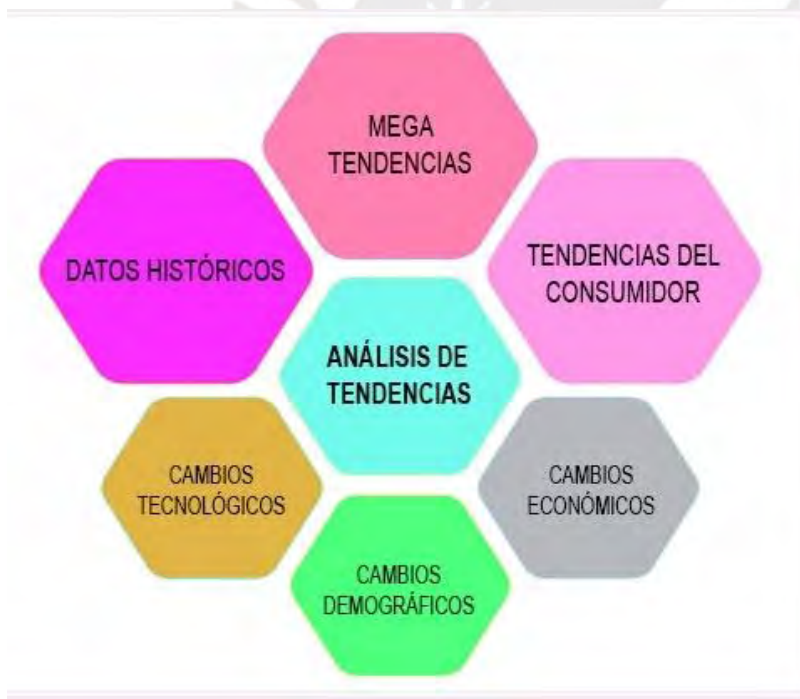 MEGA
TENDENCIAS
DATOS HISTÓRICOS
TENDENCIAS DEL
CONSUMIDOR
ANÁLISIS DE
TENDENCIAS
CAMBIOS
TECNOLÓGICOS
CAMBIOS
ECONÓMICOS
CAMBIOS
DEMOGRÁFICOS